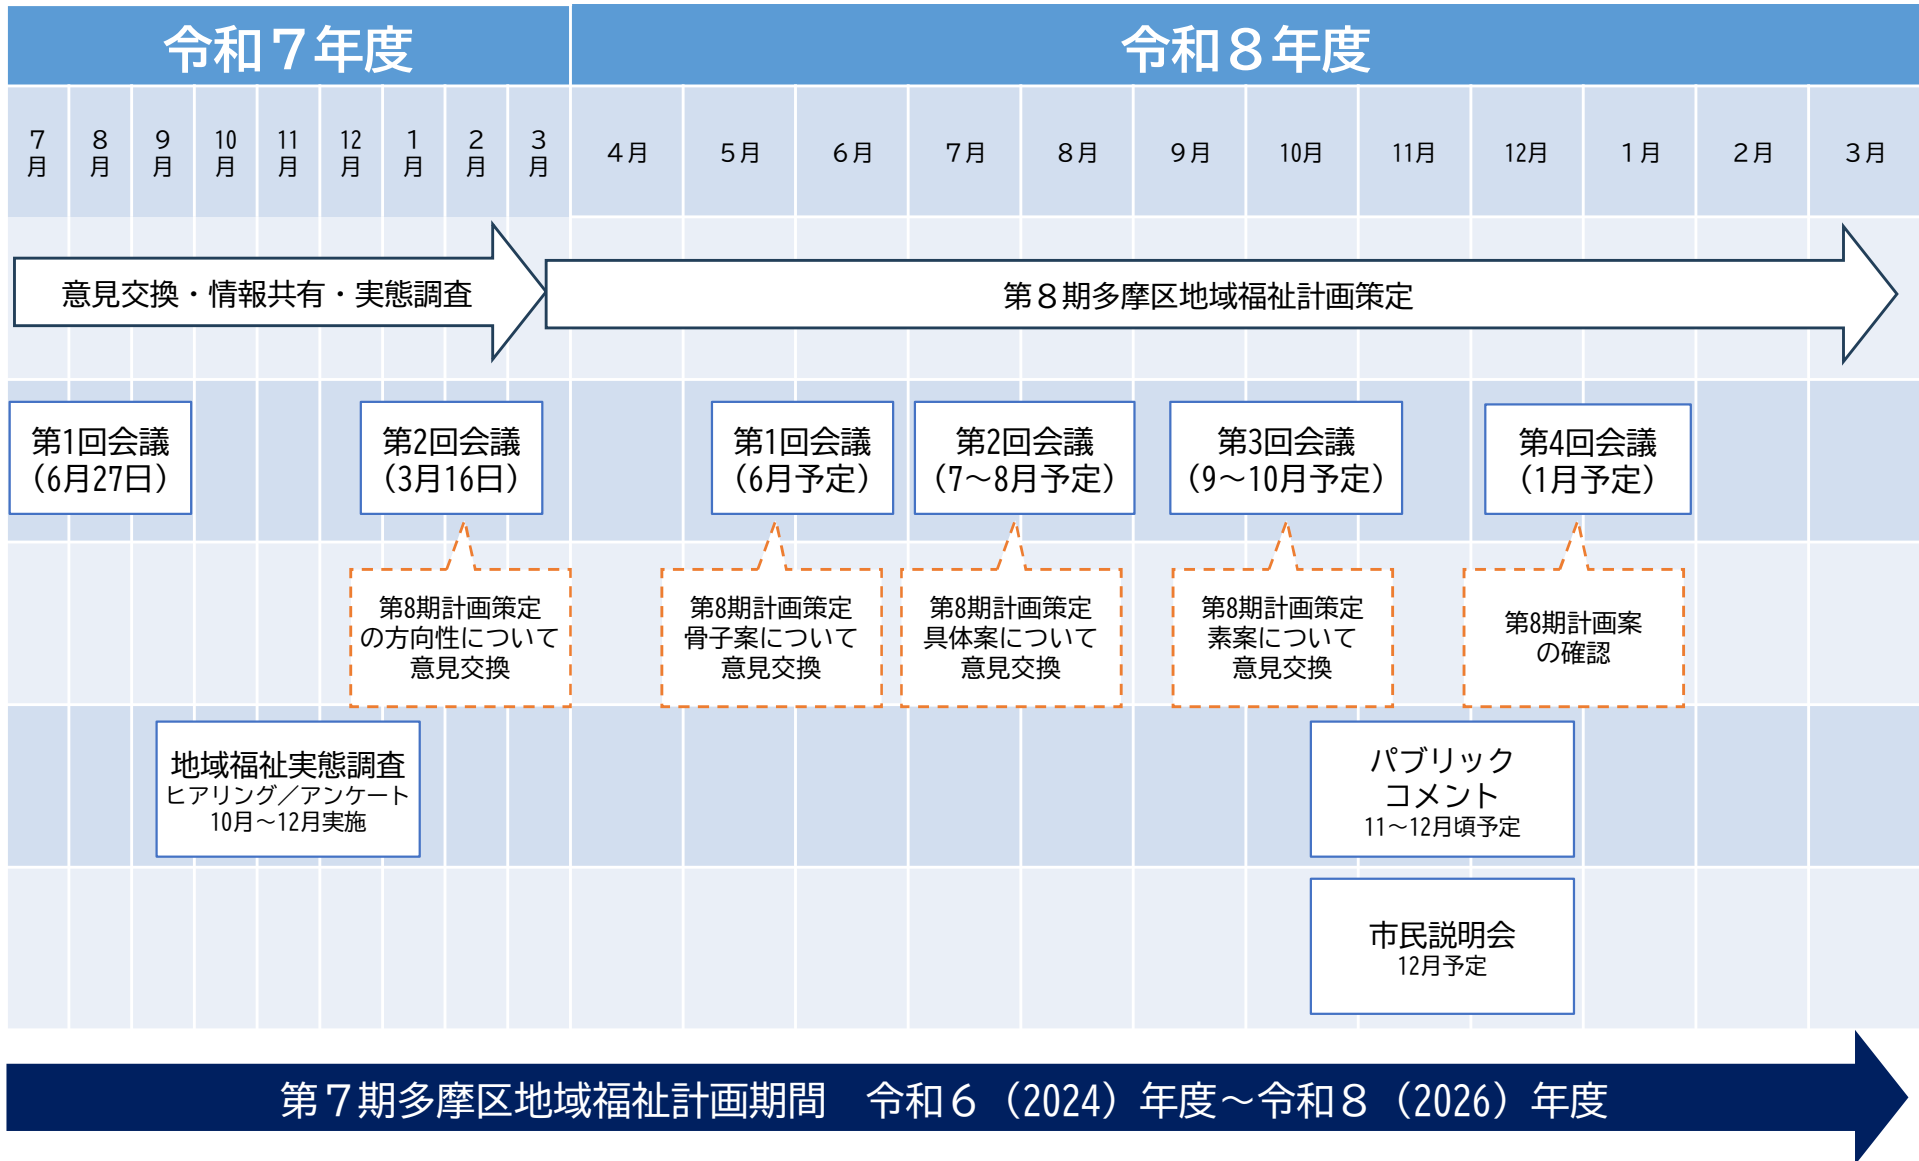 令和７年度
令和８年度
７月
８月
９月
10月
11月
12月
１月
２月
３月
４月
５月
６月
７月
８月
９月
10月
11月
12月
１月
２月
３月
意見交換・情報共有・実態調査
第８期多摩区地域福祉計画策定
第1回会議
（6月27日）
第2回会議
（3月16日）
第1回会議
（6月予定）
第2回会議
（7～8月予定）
第3回会議
（9～10月予定）
第4回会議
（1月予定）
第8期計画策定
の方向性について
意見交換
第8期計画策定
骨子案について
意見交換
第8期計画策定
具体案について
意見交換
第8期計画策定
素案について
意見交換
第8期計画案
の確認
地域福祉実態調査
ヒアリング／アンケート
10月～12月実施
パブリック
コメント
11～12月頃予定
市民説明会
12月予定
第７期多摩区地域福祉計画期間　令和６（2024）年度～令和８（2026）年度